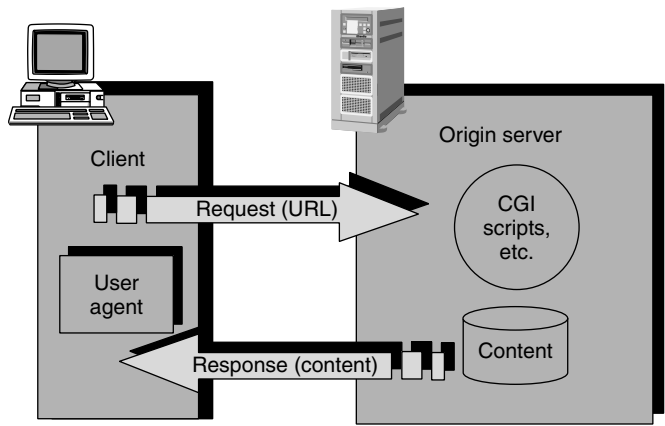 Client
Origin server
Request (URL)
CGI
scripts,
etc.
User
agent
Response (content)
Content